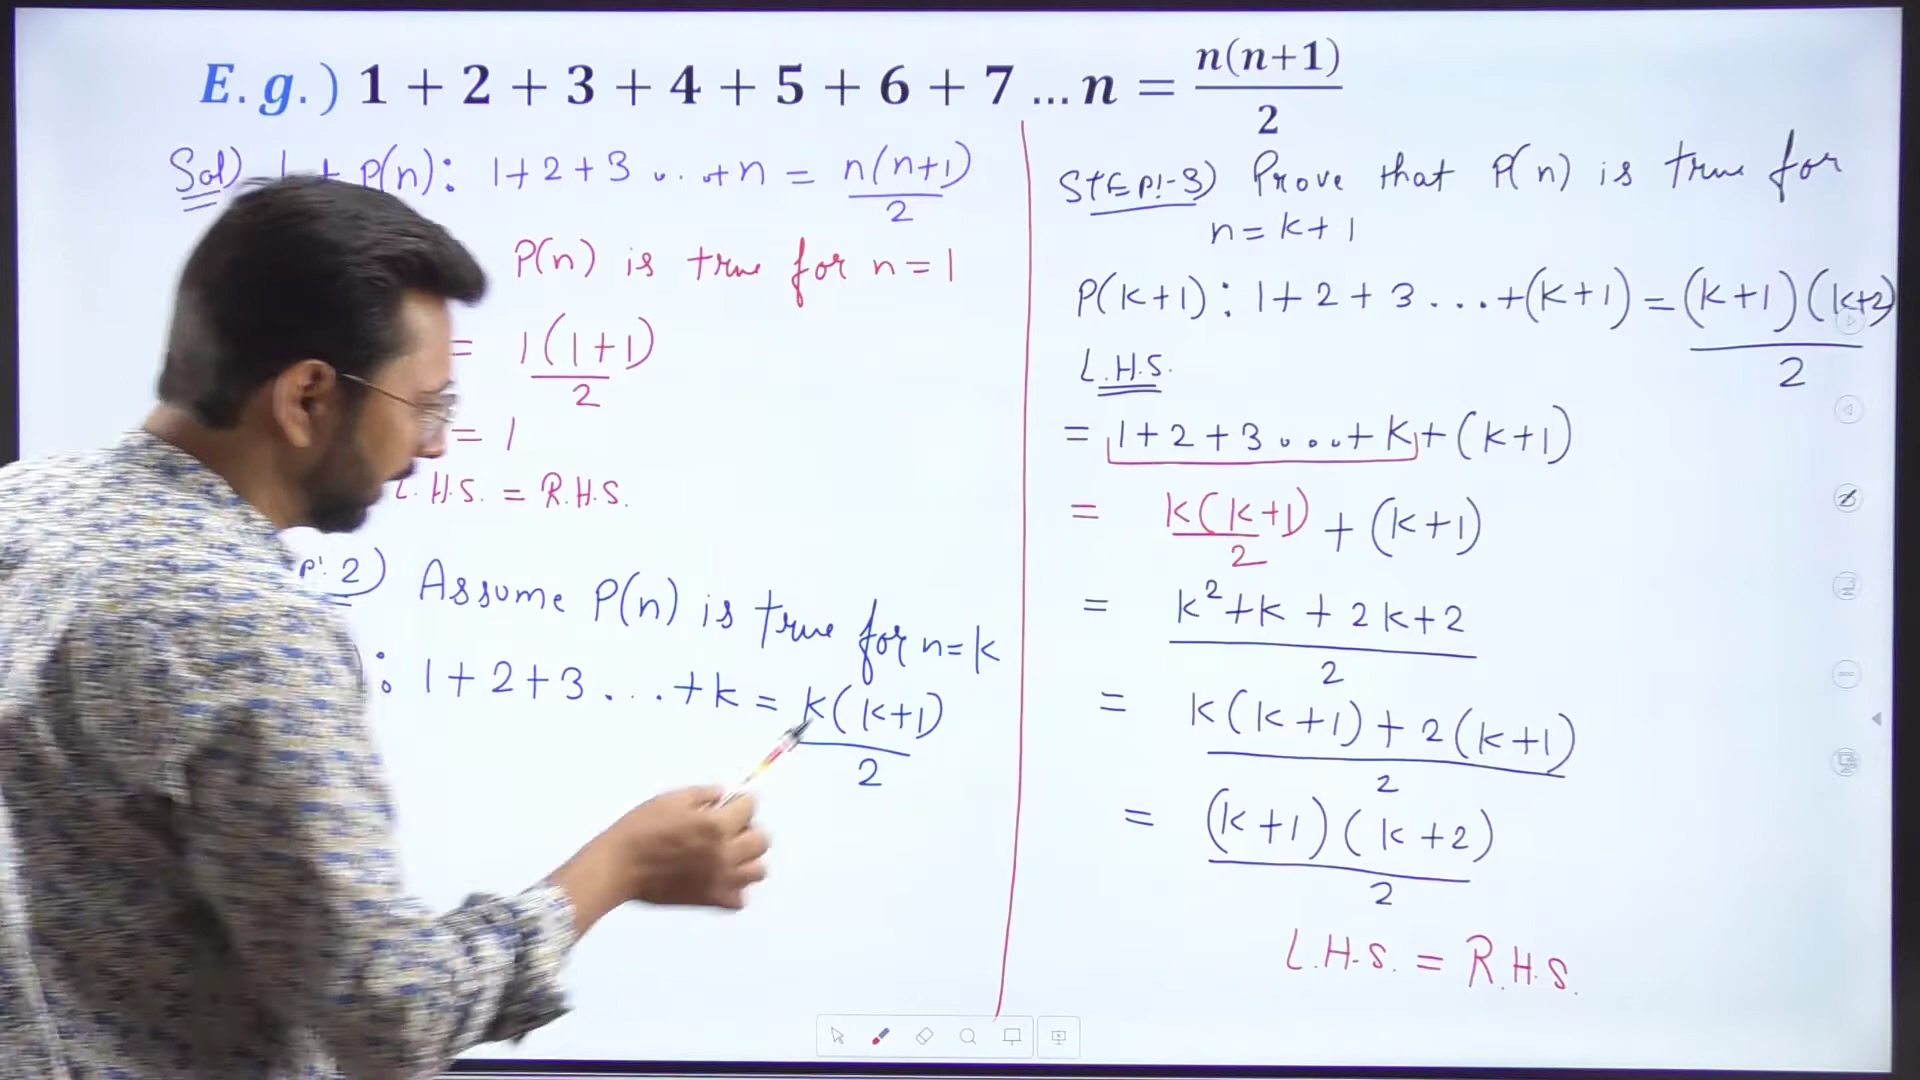 E.g.) 1 + 2 + 3 + 4 + 5 + 6 + 7 ... n = n(n+1)/2
Sol) P(n): 1+2+3 ... +n = n(n+1)/2
P(n) is true for n=1
= 1(1+1)/2
= 1
L.H.S. = R.H.S.
2) Assume P(n) is true for n=k
: 1+2+3 ... +k = k(k+1)/2
STEP:-3) Prove that P(n) is true for
n=k+1
P(k+1): 1+2+3 ... +(k+1) = (k+1)(k+2)/2
L.H.S.
= 1+2+3 ... +k+(k+1)
= k(k+1)/2 + (k+1)
= k²+k+2k+2/2
= k(k+1)+2(k+1)/2
= (k+1)(k+2)/2
L.H.S. = R.H.S.